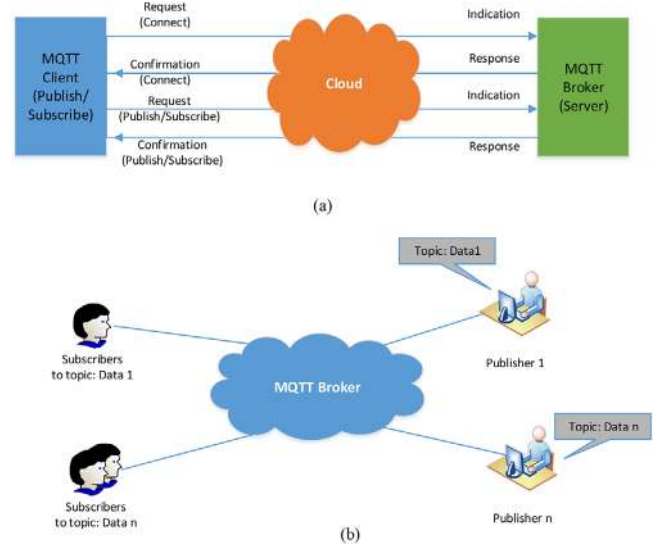 Request
(Connect)
Indication
MQTT
Client
(Publish/
Subscribe)
Confirmation
(Connect)
Request
(Publish/Subscribe)
Confirmation
(Publish/Subscribe)
Cloud
Response
Indication
Response
MQTT
Broker
(Server)
(a)
Topic: Data1
Subscribers
to topic: Data 1
MQTT Broker
Publisher 1
Topic: Data n
Subscribers
to topic: Data n
Publisher n
(b)